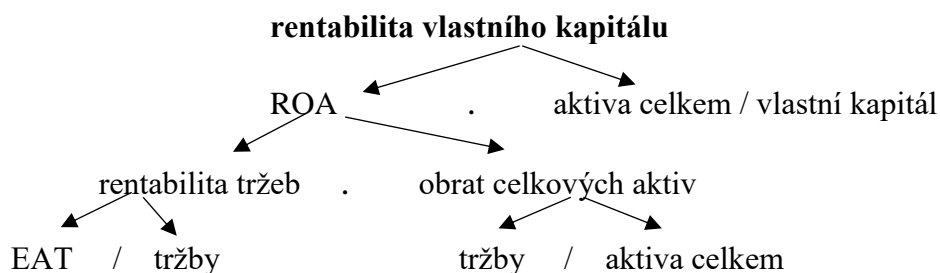 rentabilita vlastního kapitálu
ROA . aktiva celkem / vlastní kapitál
rentabilita tržeb . obrat celkových aktiv
EAT / tržby tržby / aktiva celkem